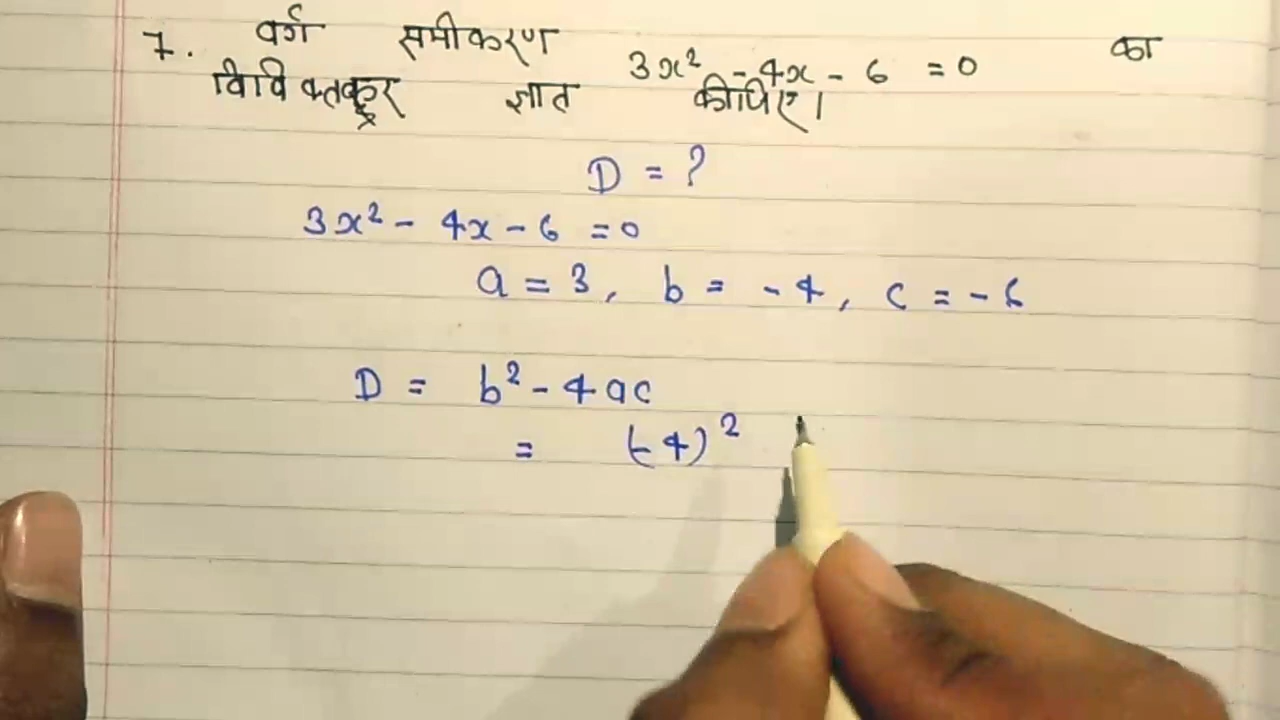 7. वर्ग समीकरण 3x² - 4x - 6 = 0 का
ज्ञात कीजिए।
D = ?
3x² - 4x - 6 = 0
a = 3, b = - 4, c = - 6
D = b² - 4ac
= (-4)²